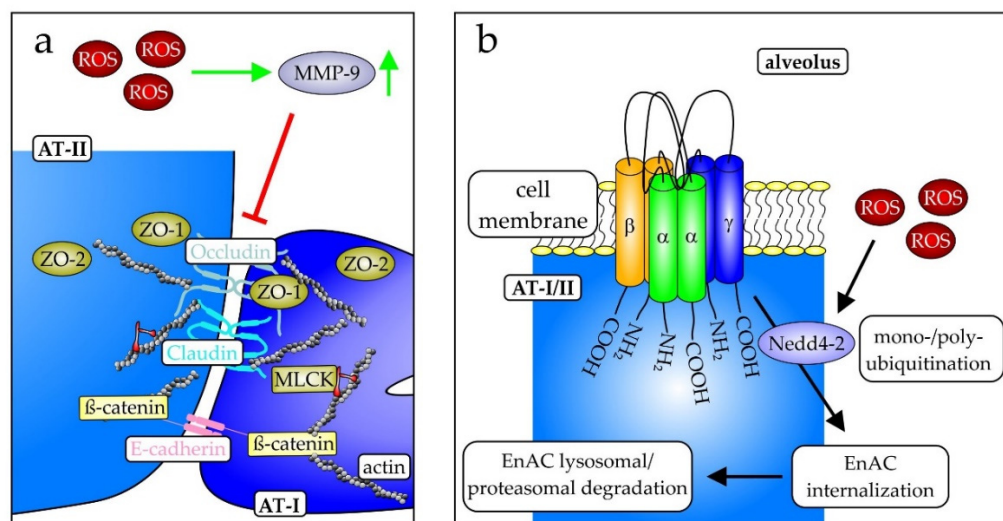 a
ROS
ROS
ROS
MMP-9
AT-II
ZO-1
ZO-2
Occludin
ZO-2
ZO-1
Claudin
MLCK
ß-catenin
E-cadherin
ß-catenin
actin
AT-I
b
alveolus
cell
membrane
β
α
α
γ
ROS
ROS
ROS
AT-I/II
COOH
NH2
NH2
COOH
NH2
COOH
Nedd4-2
mono-/poly-
ubiquitination
EnAC lysosomal/
proteasomal degradation
EnAC
internalization